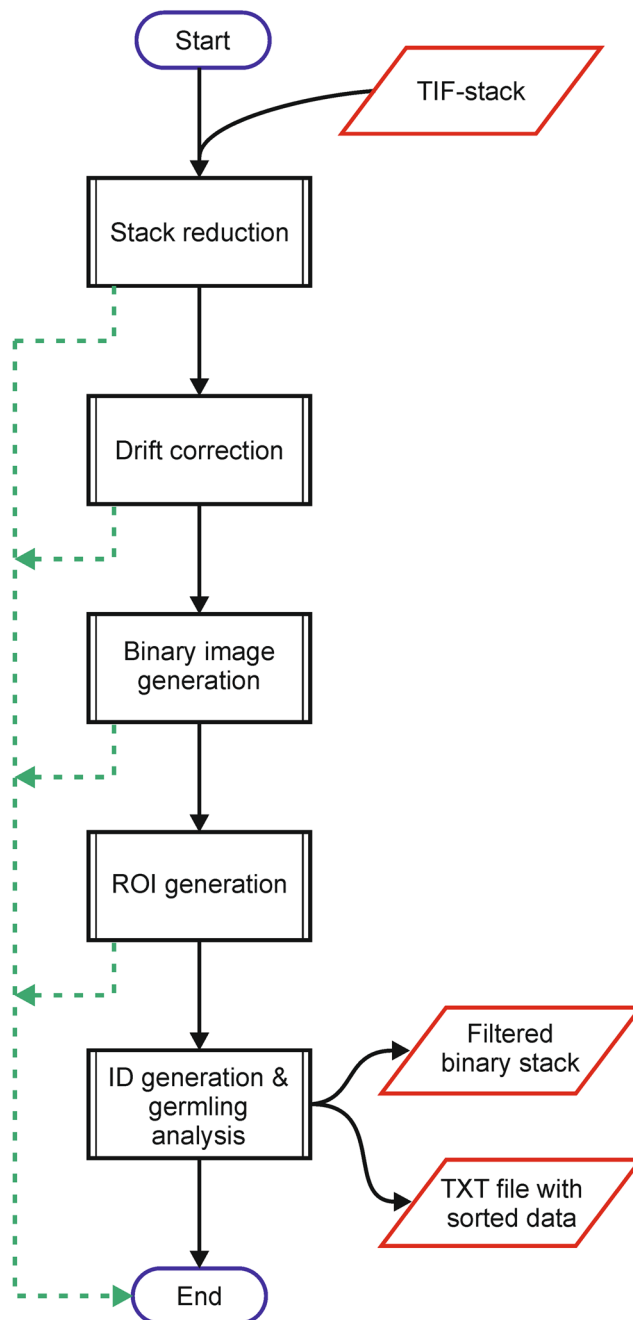 Start
TIF-stack
Stack reduction
Drift correction
Binary image
generation
ROI generation
ID generation &
germling
analysis
Filtered
binary stack
TXT file with
sorted data
End